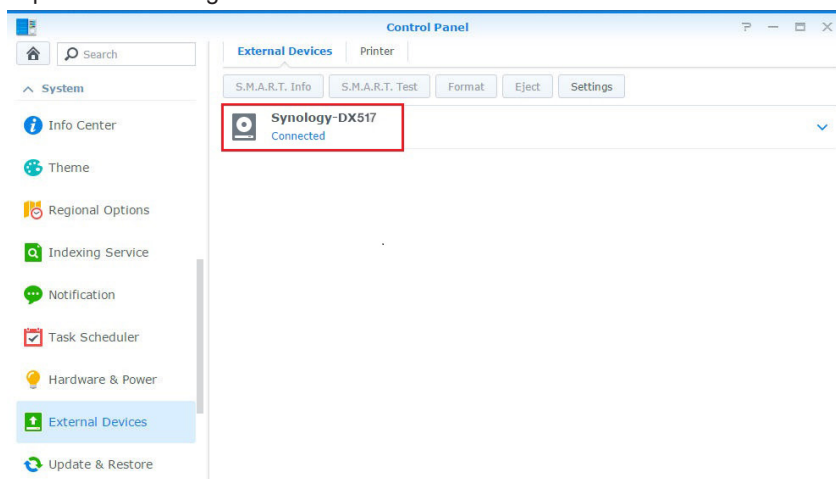 Control Panel
Search
External Devices Printer
System
S.M.A.R.T. Info S.M.A.R.T. Test Format Eject Settings
Info Center
Synology-DX517
Connected
Theme
Regional Options
Indexing Service
Notification
Task Scheduler
Hardware & Power
External Devices
Update & Restore